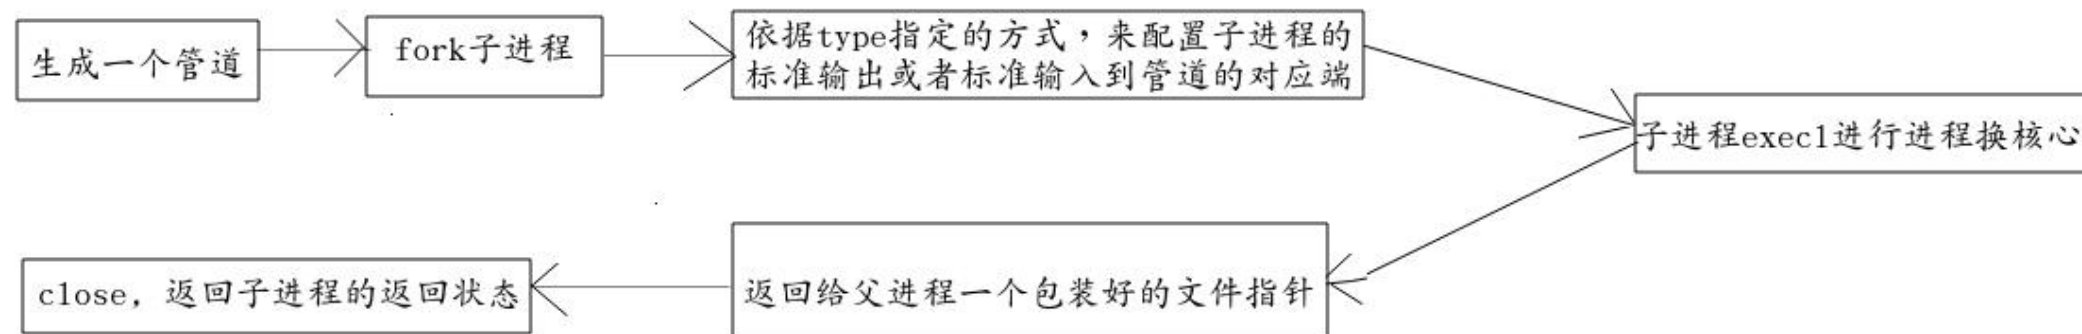 生成一个管道
fork子进程
依据type指定的方式，来配置子进程的
标准输出或者标准输入到管道的对应端
子进程execl进行进程换核心
返回给父进程一个包装好的文件指针
close, 返回子进程的返回状态